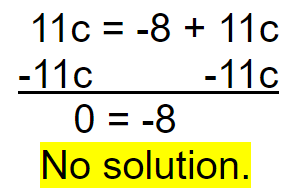 11c = -8 + 11c
-11c -11c
0 = -8
No solution.